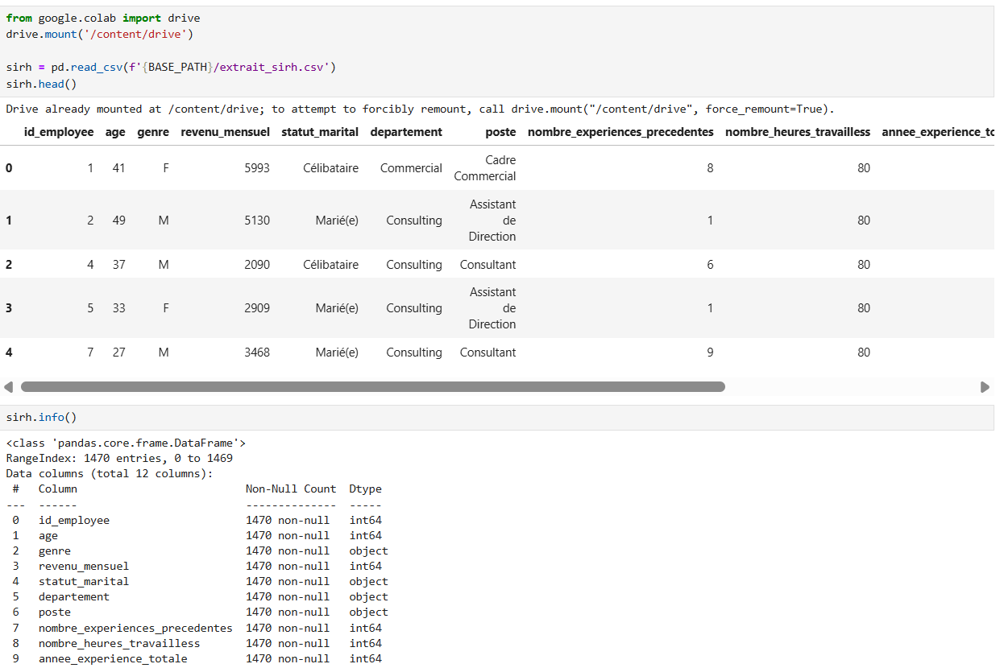 from google.colab import drive
drive.mount('/content/drive')
sirh = pd.read_csv(f'{BASE_PATH}/extrait_sirh.csv')
sirh.head()
Drive already mounted at /content/drive; to attempt to forcibly remount, call drive.mount("/content/drive", force_remount=True).
id_employee age genre revenu_mensuel statut_marital departement poste nombre_experiences_precedentes nombre_heures_travailless annee_experience_to
0 1 41 F 5993 Célibataire Commercial Cadre Commercial 8 80
1 2 49 M 5130 Marié(e) Consulting Assistant de Direction 1 80
2 4 37 M 2090 Célibataire Consulting Consultant 6 80
3 5 33 F 2909 Marié(e) Consulting Assistant de Direction 1 80
4 7 27 M 3468 Marié(e) Consulting Consultant 9 80
sirh.info()
<class 'pandas.core.frame.DataFrame'>
RangeIndex: 1470 entries, 0 to 1469
Data columns (total 12 columns):
 #   Column                          Non-Null Count  Dtype
---  ------                          --------------  -----
 0   id_employee                     1470 non-null   int64
 1   age                             1470 non-null   int64
 2   genre                           1470 non-null   object
 3   revenu_mensuel                  1470 non-null   int64
 4   statut_marital                  1470 non-null   object
 5   departement                     1470 non-null   object
 6   poste                           1470 non-null   object
 7   nombre_experiences_precedentes  1470 non-null   int64
 8   nombre_heures_travailless       1470 non-null   int64
 9   annee_experience_totale         1470 non-null   int64